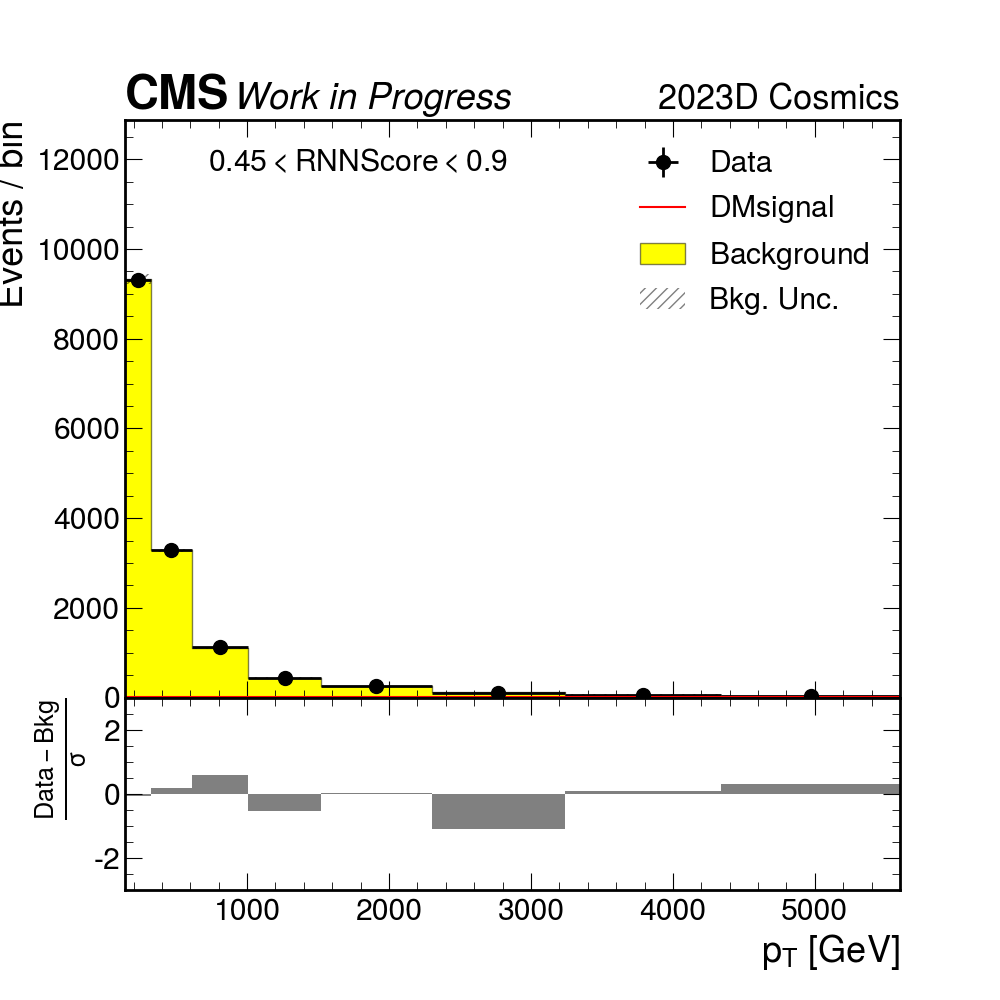 CMS Work in Progress 2023D Cosmics
Events / bin
0.45 < RNNScore < 0.9
Data
DMsignal
Background
Bkg. Unc.
12000
10000
8000
6000
4000
2000
0
Data – Bkg
σ
2
0
-2
1000 2000 3000 4000 5000
pT [GeV]